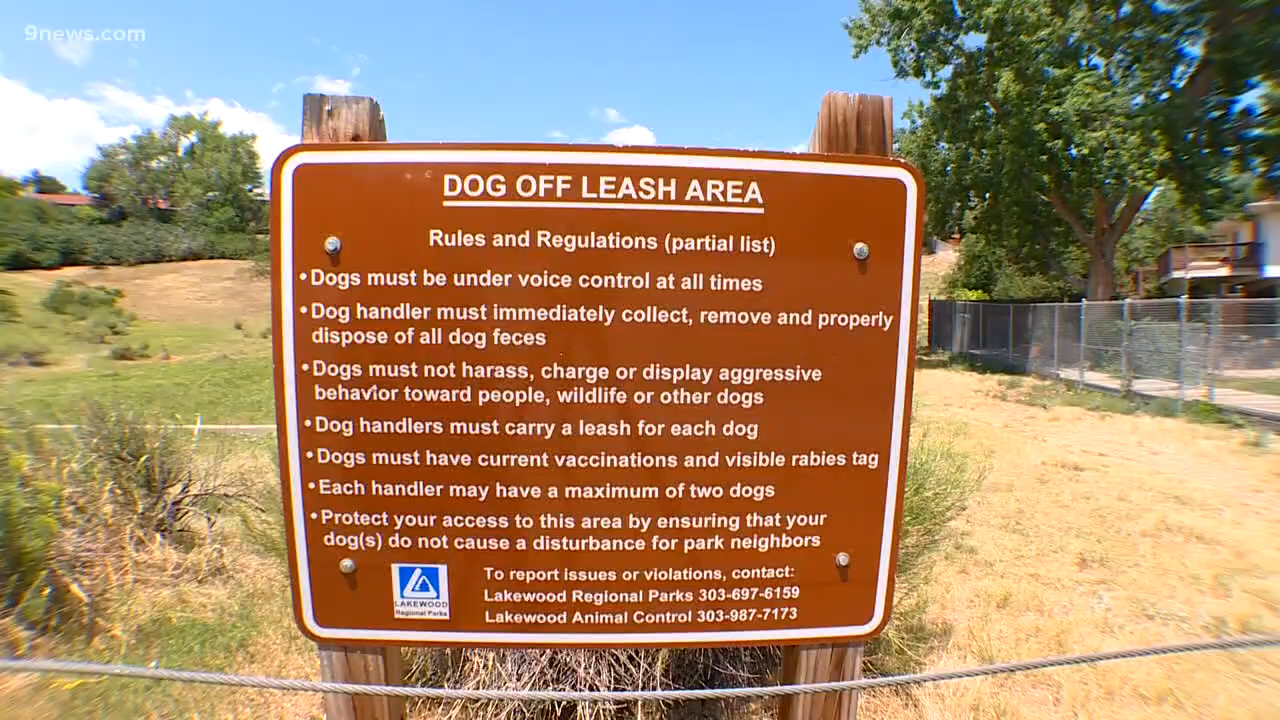 9news.com
DOG OFF LEASH AREA
Rules and Regulations (partial list)
•Dogs must be under voice control at all times
•Dog handler must immediately collect, remove and properly
dispose of all dog feces
•Dogs must not harass, charge or display aggressive
behavior toward people, wildlife or other dogs
•Dog handlers must carry a leash for each dog
•Dogs must have current vaccinations and visible rabies tag
•Each handler may have a maximum of two dogs
•Protect your access to this area by ensuring that your
dog(s) do not cause a disturbance for park neighbors
LAKEWOOD
Regional Parks
To report issues or violations, contact:
Lakewood Regional Parks 303-697-6159
Lakewood Animal Control 303-987-7173